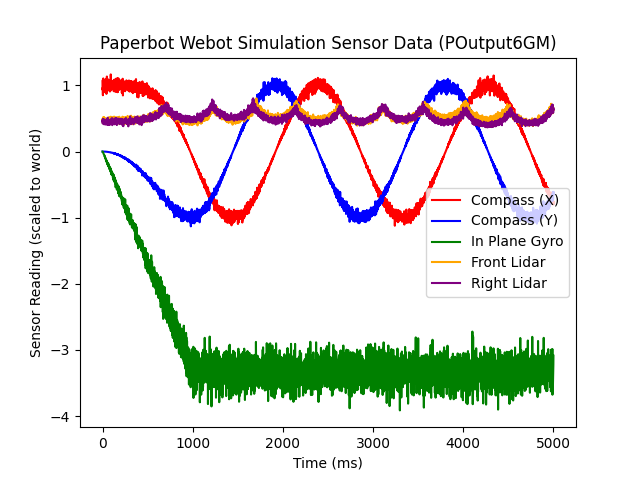 Paperbot Webot Simulation Sensor Data (POutput6GM)
Sensor Reading (scaled to world)
1
0
−1
−2
−3
−4
Compass (X)
Compass (Y)
In Plane Gyro
Front Lidar
Right Lidar
0 1000 2000 3000 4000 5000
Time (ms)